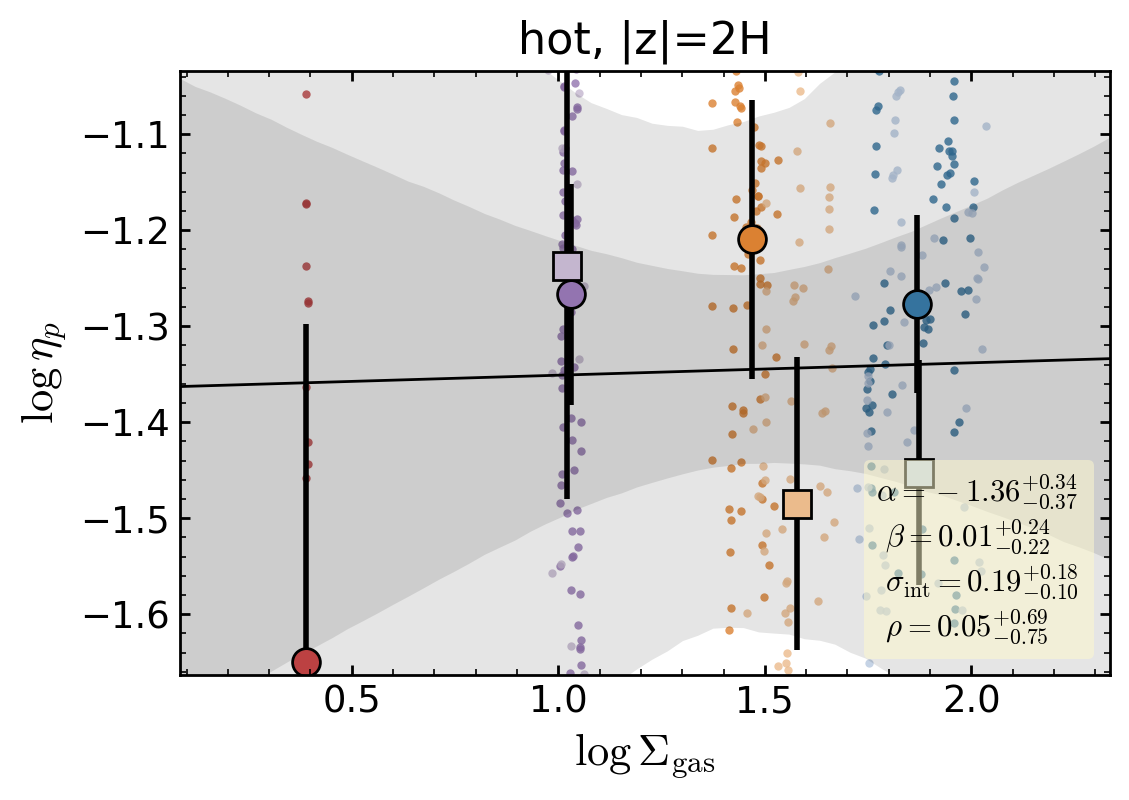 hot, |z|=2H
−1.1
−1.2
−1.3
−1.4
−1.5
−1.6
log η_p
α = −1.36^{+0.34}_{−0.37}
β = 0.01^{+0.24}_{−0.22}
σ_int = 0.19^{+0.18}_{−0.10}
ρ = 0.05^{+0.69}_{−0.75}
0.5 1.0 1.5 2.0
log Σ_gas